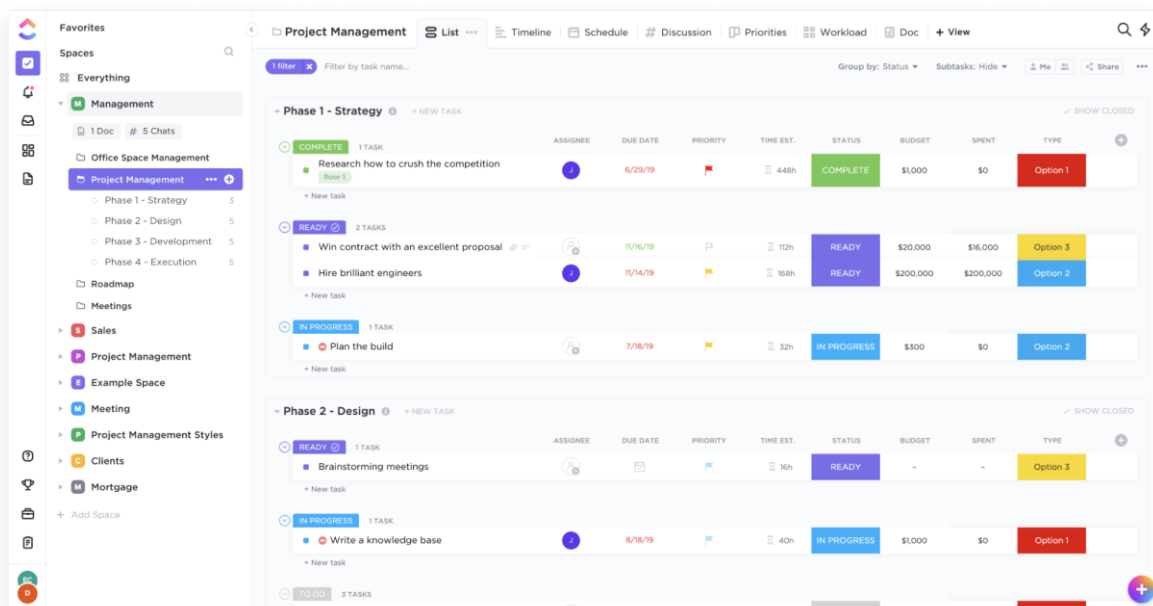 Favorites
Spaces
Everything
M Management
1 Doc # 5 Chats
Office Space Management
Project Management ...
Phase 1 - Strategy 3
Phase 2 - Design 5
Phase 3 - Development 5
Phase 4 - Execution 5
Roadmap
Meetings
S Sales
P Project Management
E Example Space
M Meeting
P Project Management Styles
C Clients
M Mortgage
+ Add Space
EC
D
Project Management List ... Timeline Schedule # Discussion Priorities Workload Doc + View
1 filter x Filter by task name... Group by: Status Subtasks: Hide Me Share ...
Phase 1 - Strategy + NEW TASK SHOW CLOSED
COMPLETE 1 TASK ASSIGNEE DUE DATE PRIORITY TIME EST. STATUS BUDGET SPENT TYPE
Research how to crush the competition J 6/29/19 448h COMPLETE $1,000 $0 Option 1
floor 1
+ New task
READY 2 TASKS
Win contract with an excellent proposal 11/16/19 112h READY $20,000 $16,000 Option 3
Hire brilliant engineers J 11/14/19 168h READY $200,000 $200,000 Option 2
+ New task
IN PROGRESS 1 TASK
Plan the build 7/18/19 32h IN PROGRESS $300 $0 Option 2
+ New task
Phase 2 - Design + NEW TASK SHOW CLOSED
READY 1 TASK ASSIGNEE DUE DATE PRIORITY TIME EST. STATUS BUDGET SPENT TYPE
Brainstorming meetings 16h READY - - Option 3
+ New task
IN PROGRESS 1 TASK
Write a knowledge base J 8/18/19 40h IN PROGRESS $1,000 $0 Option 1
+ New task
TO DO 3 TASKS